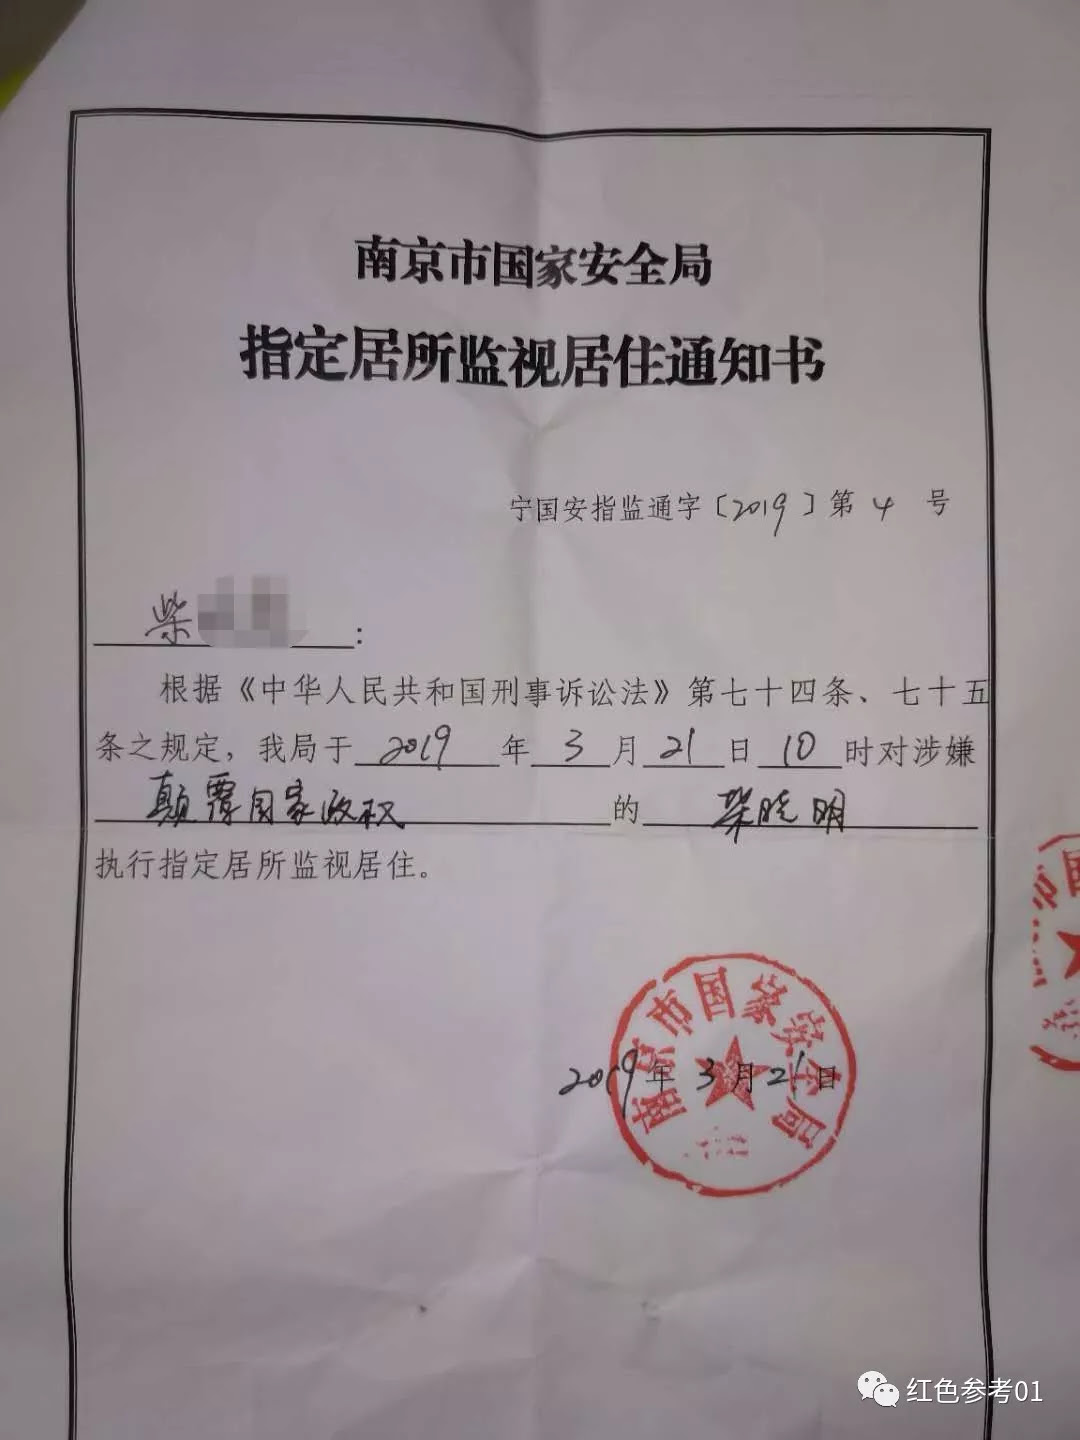 南京市国家安全局
指定居所监视居住通知书
宁国安指监通字〔2019〕第 4 号
柴 :
根据《中华人民共和国刑事诉讼法》第七十四条、七十五
条之规定，我局于 2019 年 3 月 21 日 10 时对涉嫌
颠覆国家政权 的 柴晓明
执行指定居所监视居住。
南京市国家安全局
2019年 3 月 21 日
市国
红色参考01